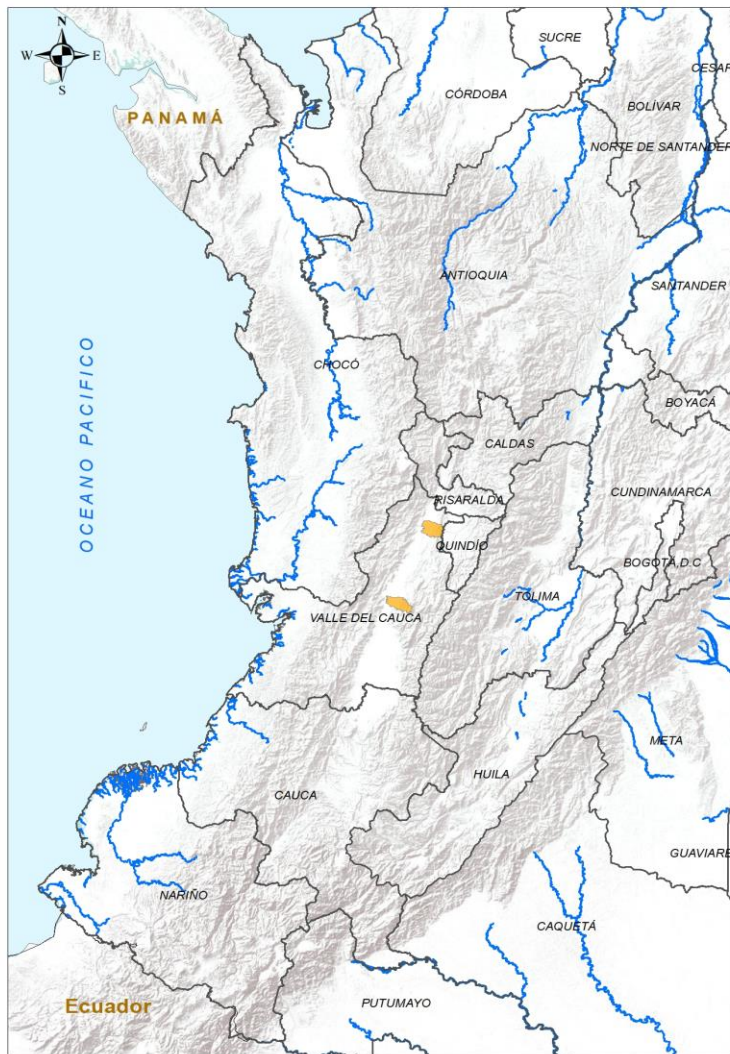 N
W E
S
SUCRE
CESAR
CÓRDOBA
BOLÍVAR
PANAMÁ
NORTE DE SANTANDER
ANTIOQUIA
SANTANDER
OCEANO PACIFICO
CHOCÓ
BOYACÁ
CALDAS
CUNDINAMARCA
RISARALDA
QUINDÍO
BOGOTÁ,D.C
TOLIMA
VALLE DEL CAUCA
META
HUILA
CAUCA
GUAVIARE
NARIÑO
CAQUETÁ
Ecuador
PUTUMAYO